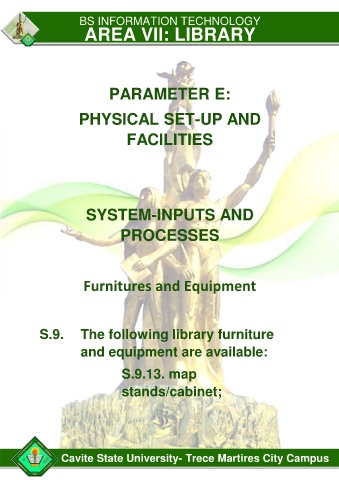 BS INFORMATION TECHNOLOGY
AREA VII: LIBRARY
PARAMETER E:
PHYSICAL SET-UP AND
FACILITIES
SYSTEM-INPUTS AND
PROCESSES
Furnitures and Equipment
S.9. The following library furniture
and equipment are available:
S.9.13. map
stands/cabinet;
Cavite State University- Trece Martires City Campus